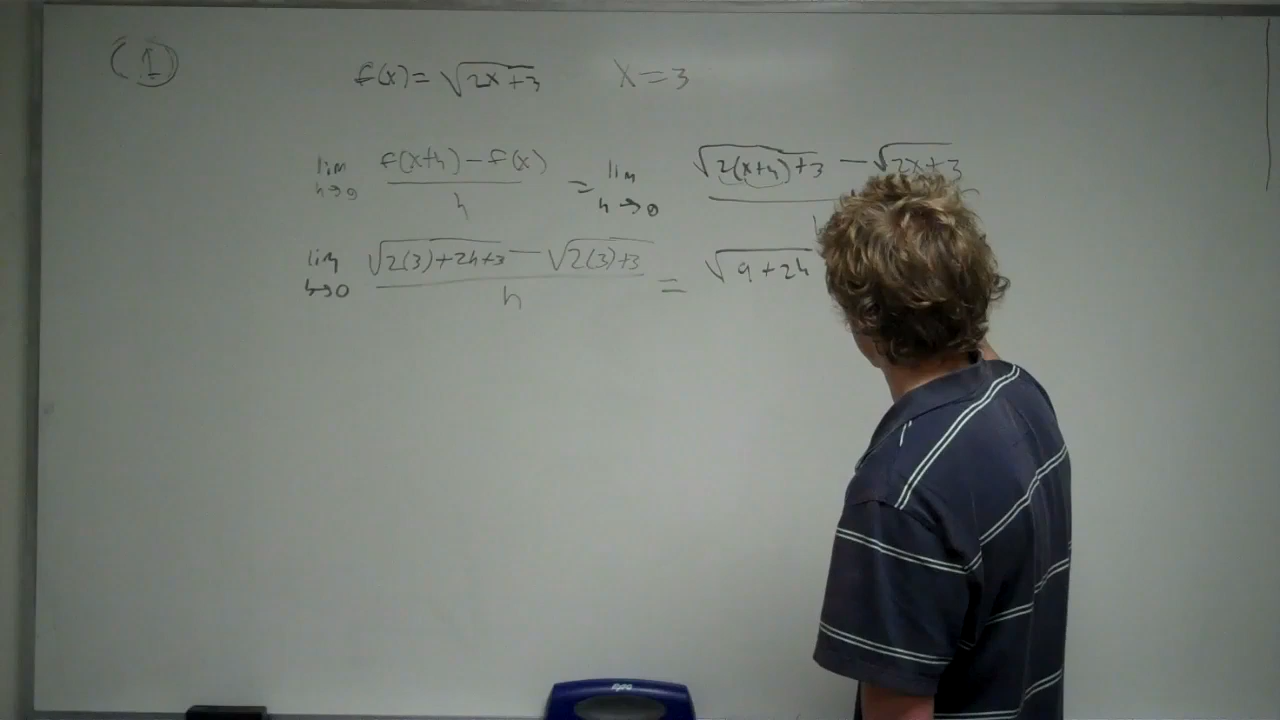 (1) f(x) = √(2x+3) x = 3
lim h→0 (f(x+h) − f(x))/h = lim h→0 (√(2(x+h)+3) − √(2x+3))/
lim h→0 (√(2(3)+2h+3) − √(2(3)+3))/h = √(9+2h)
expo